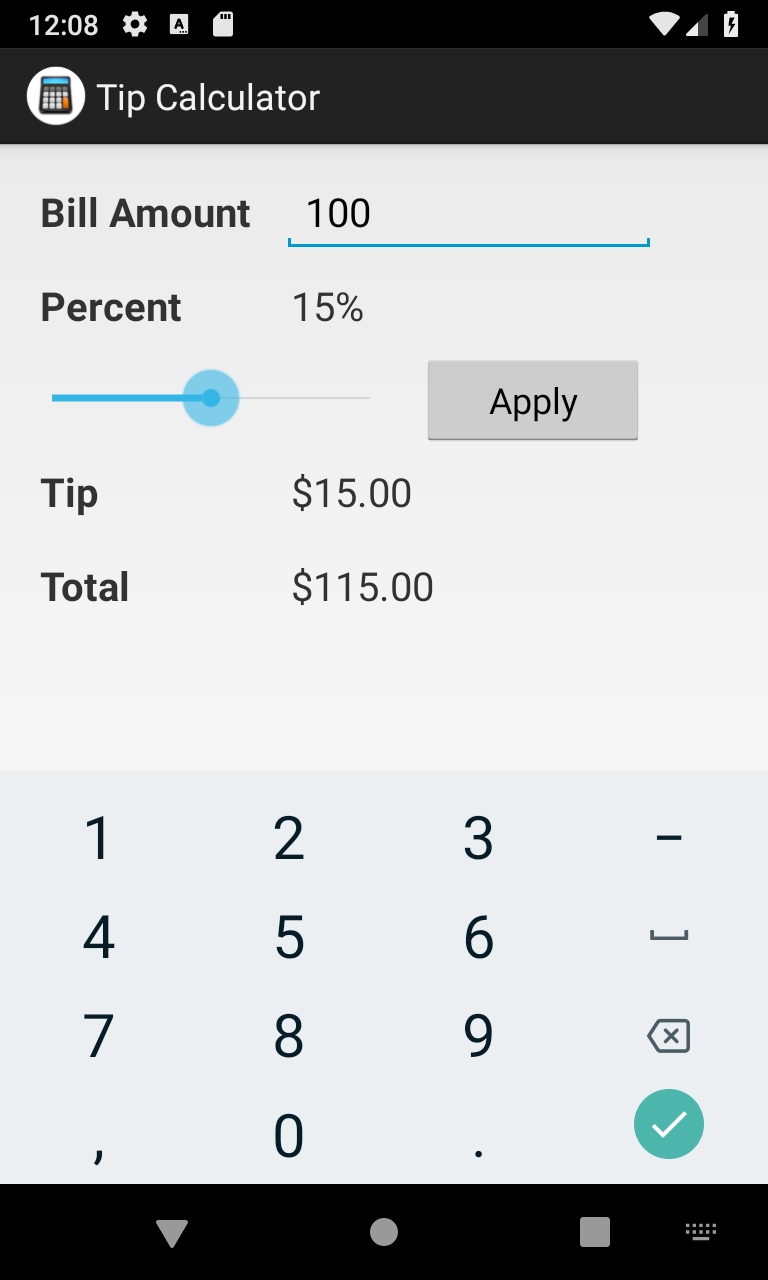 12:08
Tip Calculator
Bill Amount 100
Percent 15%
Apply
Tip $15.00
Total $115.00
1 2 3 –
4 5 6
7 8 9
, 0 .